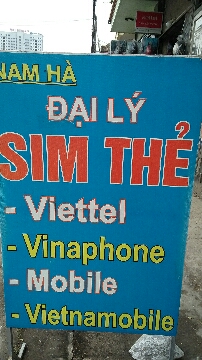 NAM HÀ
ĐẠI LÝ
SIM THẺ
- Viettel
- Vinaphone
- Mobile
- Vietnamobile